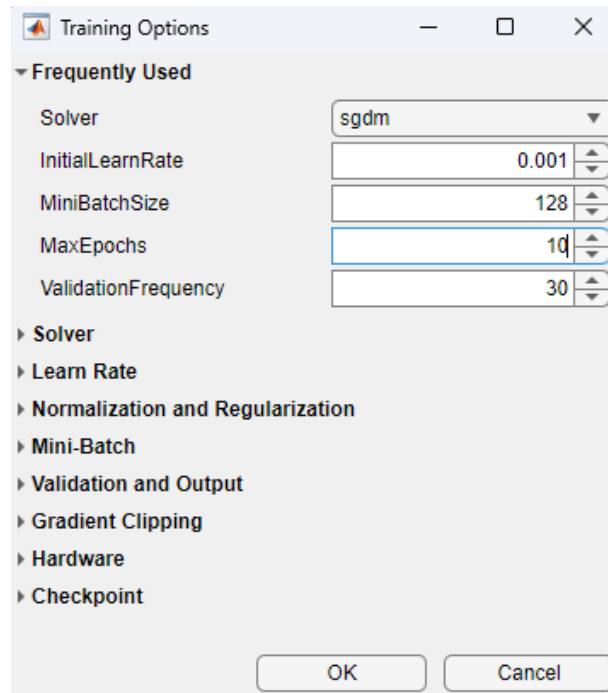 Training Options
Frequently Used
Solver sgdm
InitialLearnRate 0.001
MiniBatchSize 128
MaxEpochs 10
ValidationFrequency 30
Solver
Learn Rate
Normalization and Regularization
Mini-Batch
Validation and Output
Gradient Clipping
Hardware
Checkpoint
OK Cancel